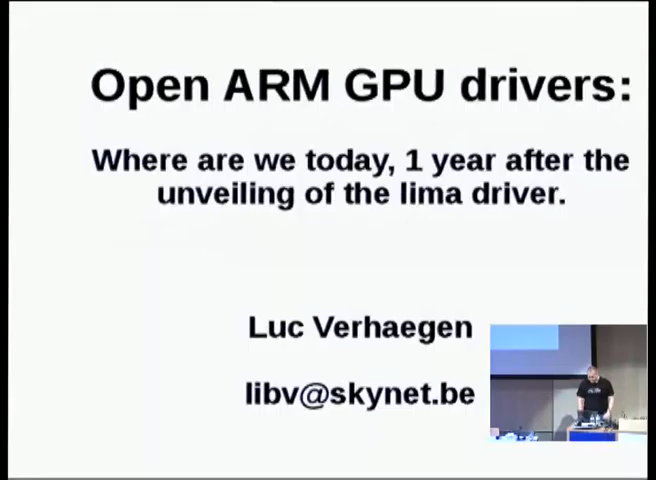 Open ARM GPU drivers:
Where are we today, 1 year after the
unveiling of the lima driver.
Luc Verhaegen
libv@skynet.be